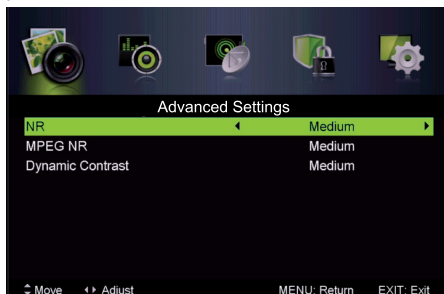 Advanced Settings
NR Medium
MPEG NR Medium
Dynamic Contrast Medium
Move Adjust MENU: Return EXIT: Exit